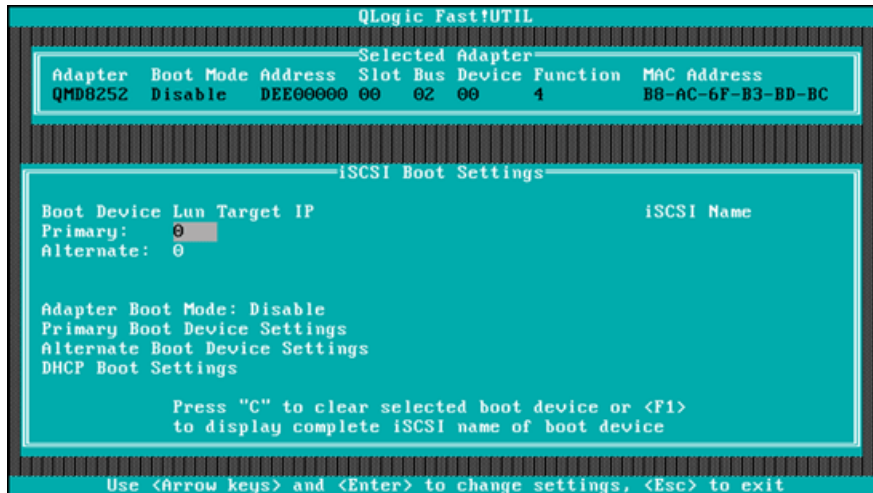 QLogic Fast!UTIL
Selected Adapter
Adapter Boot Mode Address Slot Bus Device Function MAC Address
QMD8252 Disable DEE00000 00 02 00 4 B8-AC-6F-B3-BD-BC
iSCSI Boot Settings
Boot Device Lun Target IP iSCSI Name
Primary: 0
Alternate: 0
Adapter Boot Mode: Disable
Primary Boot Device Settings
Alternate Boot Device Settings
DHCP Boot Settings
Press "C" to clear selected boot device or <F1>
to display complete iSCSI name of boot device
Use <Arrow keys> and <Enter> to change settings, <Esc> to exit